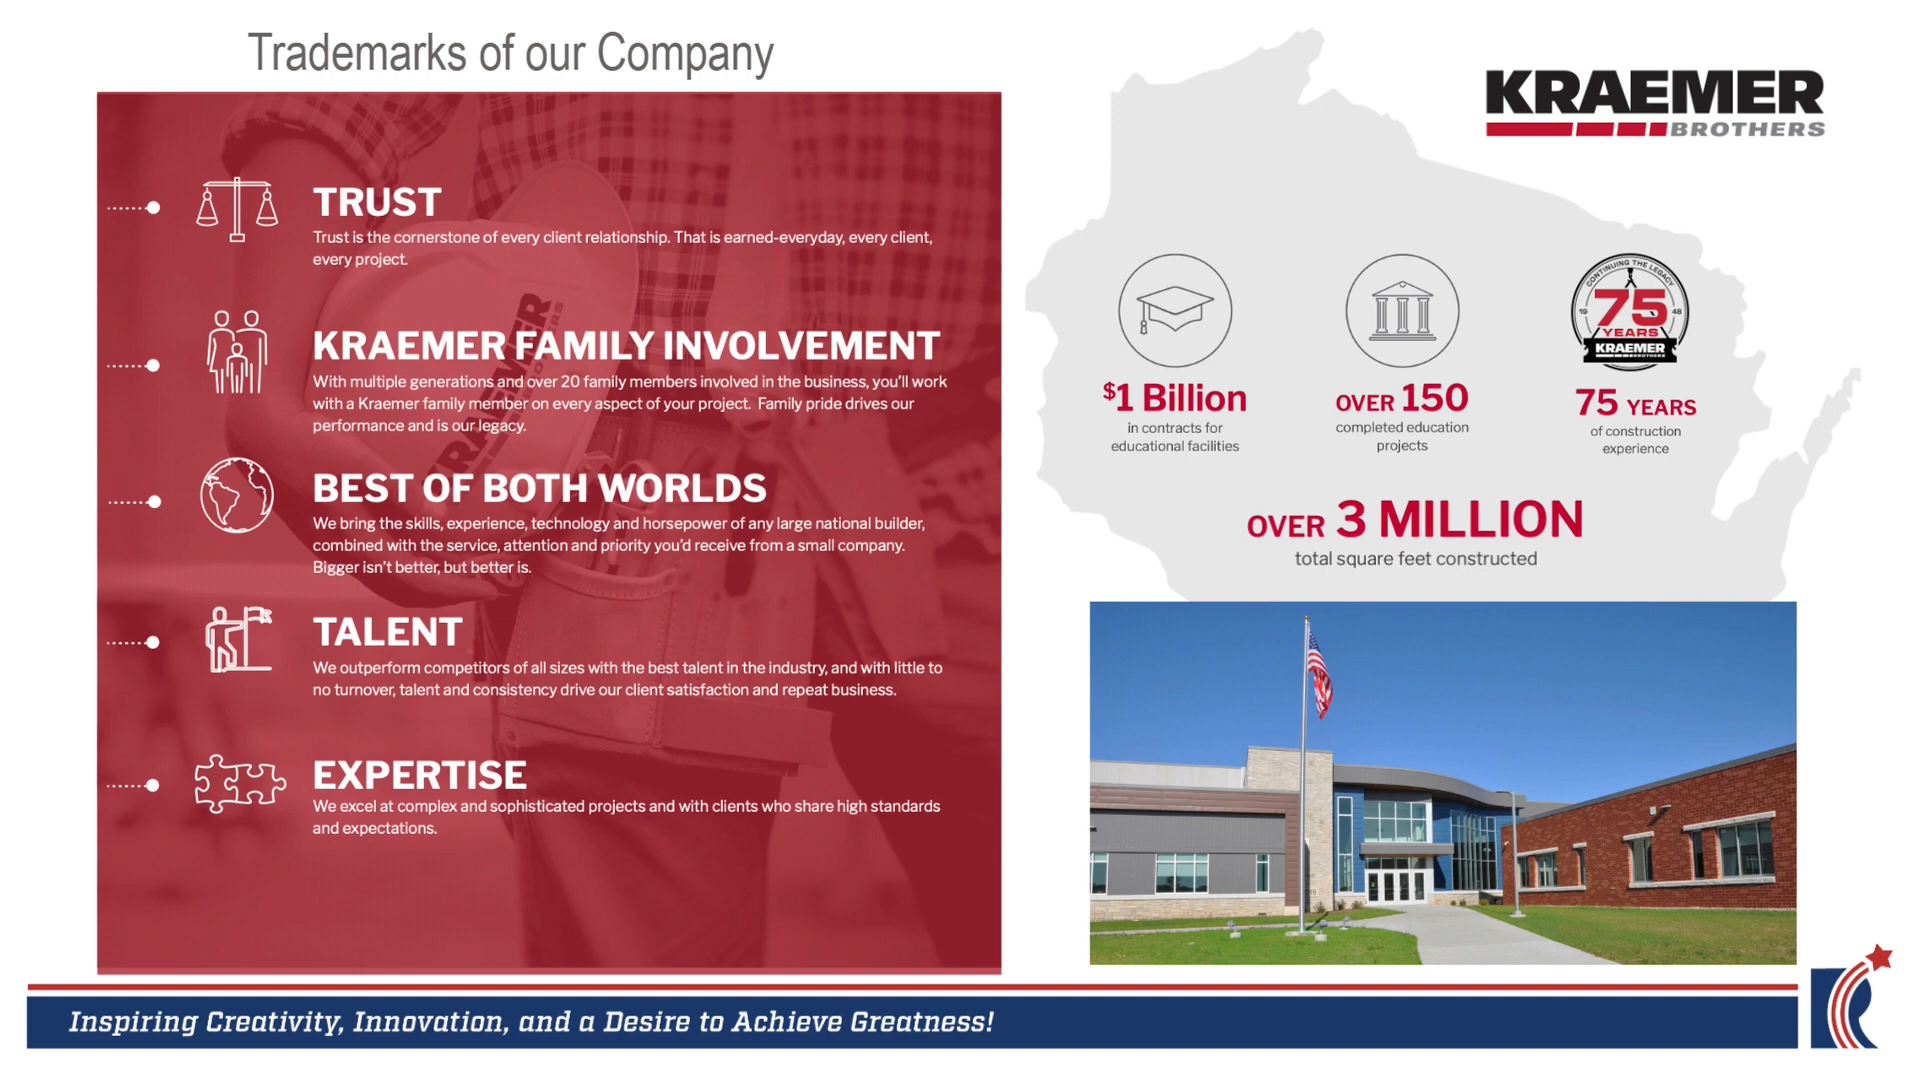 Trademarks of our Company
TRUST
Trust is the cornerstone of every client relationship. That is earned-everyday, every client,
every project.
KRAEMER FAMILY INVOLVEMENT
With multiple generations and over 20 family members involved in the business, you'll work
with a Kraemer family member on every aspect of your project. Family pride drives our
performance and is our legacy.
BEST OF BOTH WORLDS
We bring the skills, experience, technology and horsepower of any large national builder,
combined with the service, attention and priority you'd receive from a small company.
Bigger isn't better, but better is.
TALENT
We outperform competitors of all sizes with the best talent in the industry, and with little to
no turnover, talent and consistency drive our client satisfaction and repeat business.
EXPERTISE
We excel at complex and sophisticated projects and with clients who share high standards
and expectations.
KRAEMER
BROTHERS
KRAEMER
BROTHERS
$1 Billion
in contracts for
educational facilities
OVER 150
completed education
projects
CONTINUING THE LEGACY
19 75 48
YEARS
KRAEMER
BROTHERS
75 YEARS
of construction
experience
OVER 3 MILLION
total square feet constructed
Inspiring Creativity, Innovation, and a Desire to Achieve Greatness!